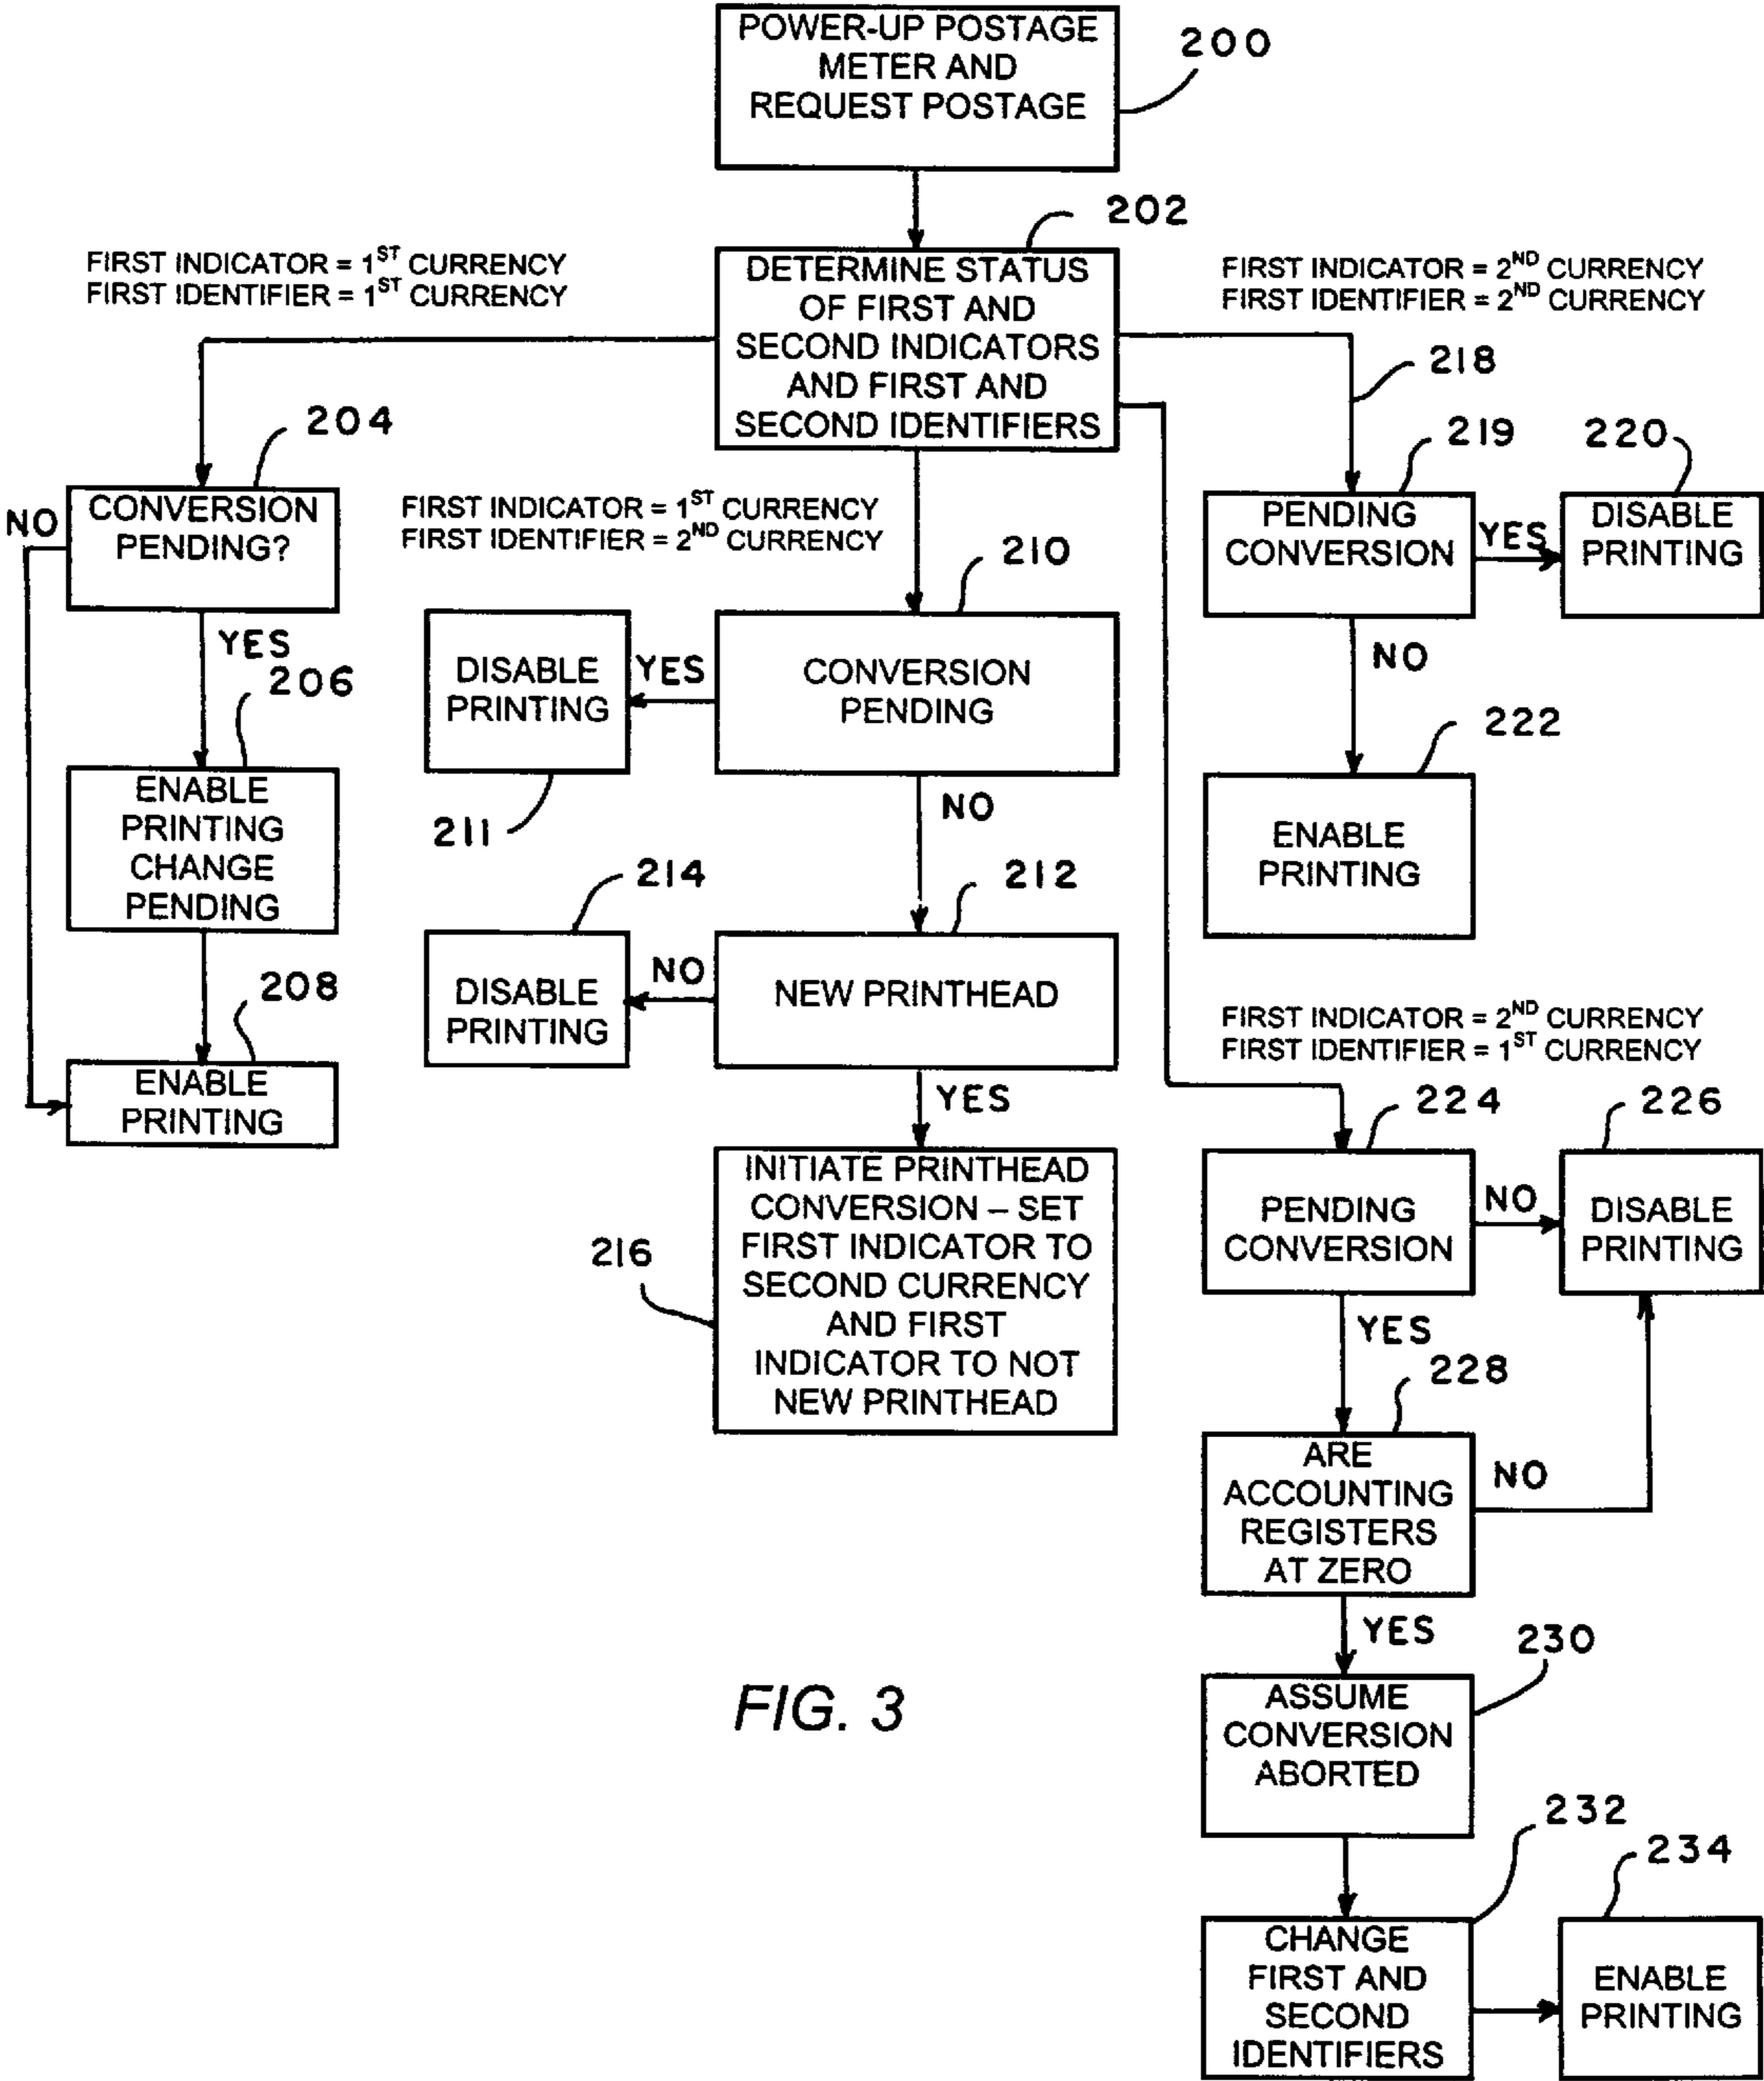 POWER-UP POSTAGE
METER AND
REQUEST POSTAGE
200
202
DETERMINE STATUS
OF FIRST AND
SECOND INDICATORS
AND FIRST AND
SECOND IDENTIFIERS
FIRST INDICATOR = 1ST CURRENCY
FIRST IDENTIFIER = 1ST CURRENCY
204
CONVERSION
PENDING?
NO
YES
206
ENABLE
PRINTING
CHANGE
PENDING
208
ENABLE
PRINTING
FIRST INDICATOR = 1ST CURRENCY
FIRST IDENTIFIER = 2ND CURRENCY
210
CONVERSION
PENDING
YES
DISABLE
PRINTING
211
NO
212
NEW PRINTHEAD
NO
214
DISABLE
PRINTING
YES
216
INITIATE PRINTHEAD
CONVERSION – SET
FIRST INDICATOR TO
SECOND CURRENCY
AND FIRST
INDICATOR TO NOT
NEW PRINTHEAD
FIRST INDICATOR = 2ND CURRENCY
FIRST IDENTIFIER = 2ND CURRENCY
218
219
PENDING
CONVERSION
YES
220
DISABLE
PRINTING
NO
222
ENABLE
PRINTING
FIRST INDICATOR = 2ND CURRENCY
FIRST IDENTIFIER = 1ST CURRENCY
224
PENDING
CONVERSION
NO
226
DISABLE
PRINTING
YES
228
ARE
ACCOUNTING
REGISTERS
AT ZERO
NO
YES
230
ASSUME
CONVERSION
ABORTED
232
CHANGE
FIRST AND
SECOND
IDENTIFIERS
234
ENABLE
PRINTING
FIG. 3